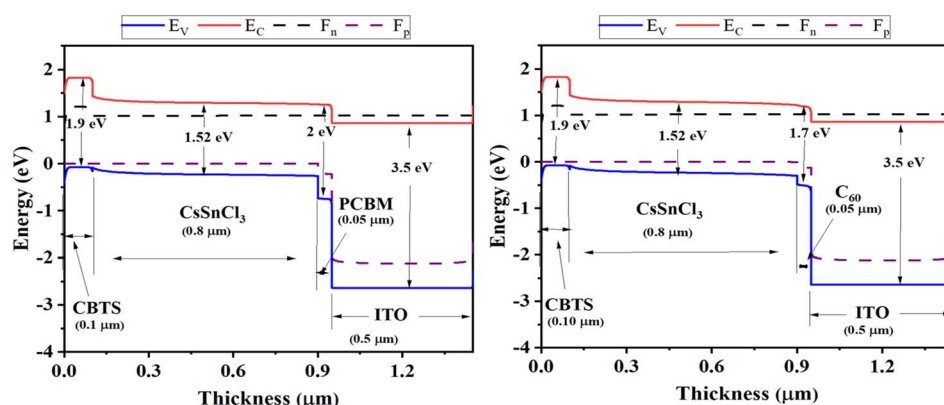 E_V E_C F_n F_p
2
1
0
-1
-2
-3
-4
Energy (eV)
1.9 eV
1.52 eV
2 eV
3.5 eV
CsSnCl3
(0.8 μm)
PCBM
(0.05 μm)
CBTS
(0.1 μm)
ITO
(0.5 μm)
0.0 0.3 0.6 0.9 1.2
Thickness (μm)
E_V E_C F_n F_p
2
1
0
-1
-2
-3
-4
Energy (eV)
1.9 eV
1.52 eV
1.7 eV
3.5 eV
CsSnCl3
(0.8 μm)
C60
(0.05 μm)
CBTS
(0.10 μm)
ITO
(0.5 μm)
0.0 0.3 0.6 0.9 1.2
Thickness (μm)